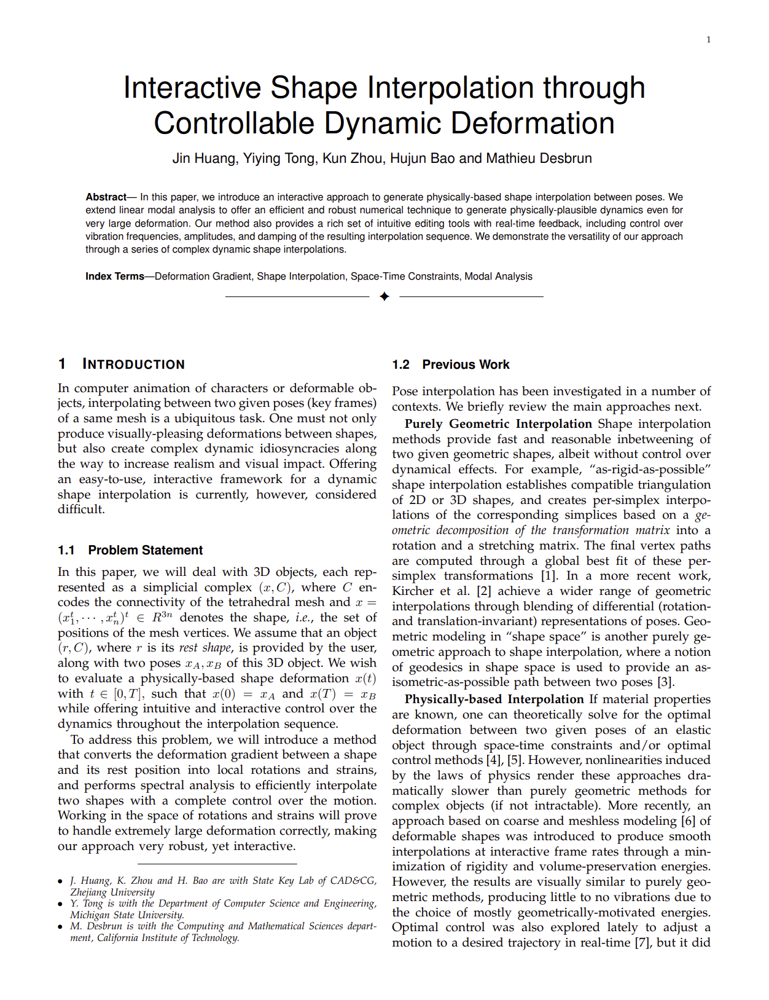 1
Interactive Shape Interpolation through
Controllable Dynamic Deformation
Jin Huang, Yiying Tong, Kun Zhou, Hujun Bao and Mathieu Desbrun
Abstract— In this paper, we introduce an interactive approach to generate physically-based shape interpolation between poses. We
extend linear modal analysis to offer an efficient and robust numerical technique to generate physically-plausible dynamics even for
very large deformation. Our method also provides a rich set of intuitive editing tools with real-time feedback, including control over
vibration frequencies, amplitudes, and damping of the resulting interpolation sequence. We demonstrate the versatility of our approach
through a series of complex dynamic shape interpolations.
Index Terms—Deformation Gradient, Shape Interpolation, Space-Time Constraints, Modal Analysis
1 INTRODUCTION
In computer animation of characters or deformable ob-
jects, interpolating between two given poses (key frames)
of a same mesh is a ubiquitous task. One must not only
produce visually-pleasing deformations between shapes,
but also create complex dynamic idiosyncracies along
the way to increase realism and visual impact. Offering
an easy-to-use, interactive framework for a dynamic
shape interpolation is currently, however, considered
difficult.
1.1 Problem Statement
In this paper, we will deal with 3D objects, each rep-
resented as a simplicial complex (x, C), where C en-
codes the connectivity of the tetrahedral mesh and x =
(x_1^t, ··· , x_n^t)^t ∈ R^{3n} denotes the shape, i.e., the set of
positions of the mesh vertices. We assume that an object
(r, C), where r is its rest shape, is provided by the user,
along with two poses x_A, x_B of this 3D object. We wish
to evaluate a physically-based shape deformation x(t)
with t ∈ [0, T], such that x(0) = x_A and x(T) = x_B
while offering intuitive and interactive control over the
dynamics throughout the interpolation sequence.
To address this problem, we will introduce a method
that converts the deformation gradient between a shape
and its rest position into local rotations and strains,
and performs spectral analysis to efficiently interpolate
two shapes with a complete control over the motion.
Working in the space of rotations and strains will prove
to handle extremely large deformation correctly, making
our approach very robust, yet interactive.
• J. Huang, K. Zhou and H. Bao are with State Key Lab of CAD&CG,
Zhejiang University
• Y. Tong is with the Department of Computer Science and Engineering,
Michigan State University.
• M. Desbrun is with the Computing and Mathematical Sciences depart-
ment, California Institute of Technology.
1.2 Previous Work
Pose interpolation has been investigated in a number of
contexts. We briefly review the main approaches next.
Purely Geometric Interpolation Shape interpolation
methods provide fast and reasonable inbetweening of
two given geometric shapes, albeit without control over
dynamical effects. For example, “as-rigid-as-possible”
shape interpolation establishes compatible triangulation
of 2D or 3D shapes, and creates per-simplex interpo-
lations of the corresponding simplices based on a ge-
ometric decomposition of the transformation matrix into a
rotation and a stretching matrix. The final vertex paths
are computed through a global best fit of these per-
simplex transformations [1]. In a more recent work,
Kircher et al. [2] achieve a wider range of geometric
interpolations through blending of differential (rotation-
and translation-invariant) representations of poses. Geo-
metric modeling in “shape space” is another purely ge-
ometric approach to shape interpolation, where a notion
of geodesics in shape space is used to provide an as-
isometric-as-possible path between two poses [3].
Physically-based Interpolation If material properties
are known, one can theoretically solve for the optimal
deformation between two given poses of an elastic
object through space-time constraints and/or optimal
control methods [4], [5]. However, nonlinearities induced
by the laws of physics render these approaches dra-
matically slower than purely geometric methods for
complex objects (if not intractable). More recently, an
approach based on coarse and meshless modeling [6] of
deformable shapes was introduced to produce smooth
interpolations at interactive frame rates through a min-
imization of rigidity and volume-preservation energies.
However, the results are visually similar to purely geo-
metric methods, producing little to no vibrations due to
the choice of mostly geometrically-motivated energies.
Optimal control was also explored lately to adjust a
motion to a desired trajectory in real-time [7], but it did